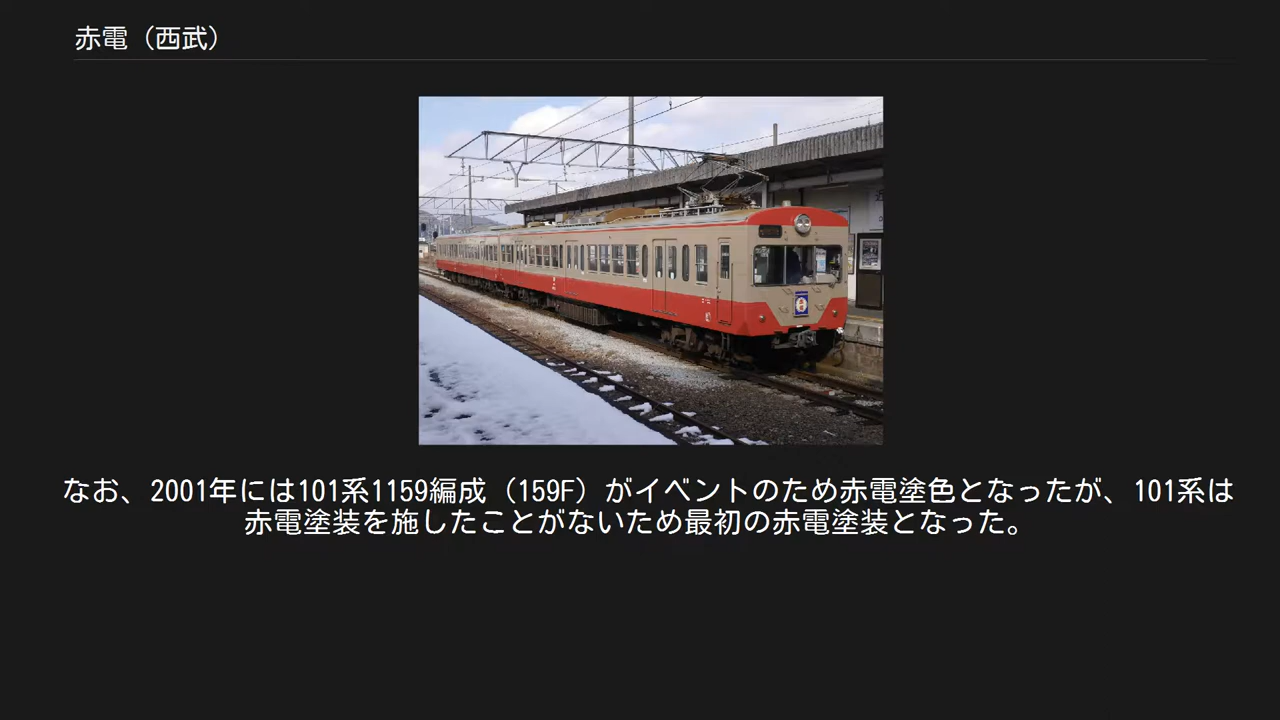 赤電（西武）
なお、2001年には101系1159編成（159F）がイベントのため赤電塗色となったが、101系は
赤電塗装を施したことがないため最初の赤電塗装となった。